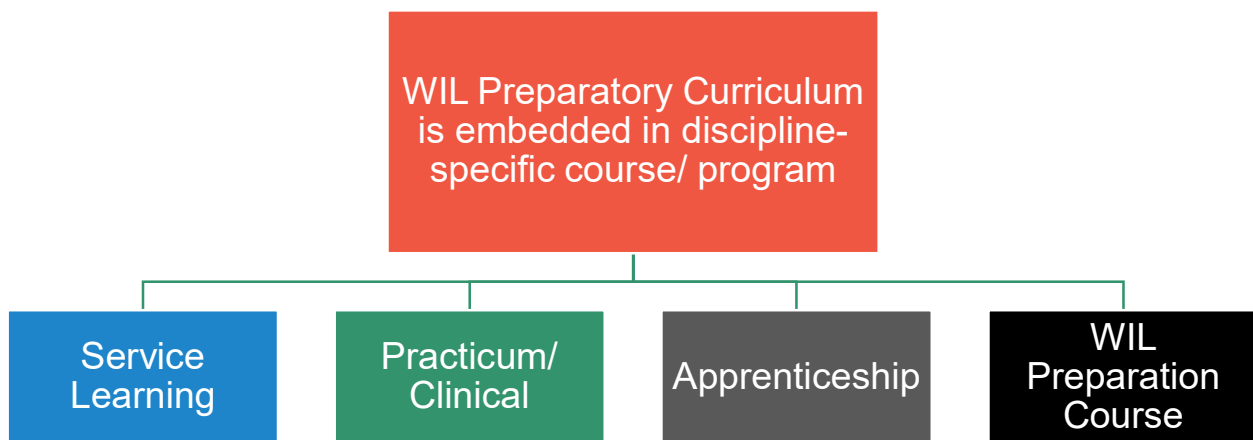 WIL Preparatory Curriculum
is embedded in discipline-
specific course/ program
Service
Learning
Practicum/
Clinical
Apprenticeship
WIL
Preparation
Course